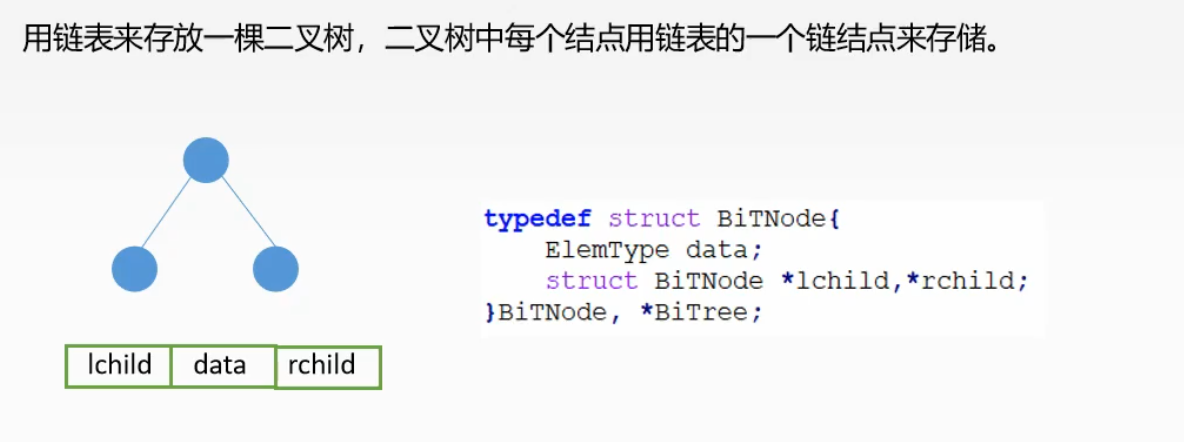 用链表来存放一棵二叉树，二叉树中每个结点用链表的一个链结点来存储。
typedef struct BiTNode{
    ElemType data;
    struct BiTNode *lchild,*rchild;
}BiTNode, *BiTree;
lchild data rchild